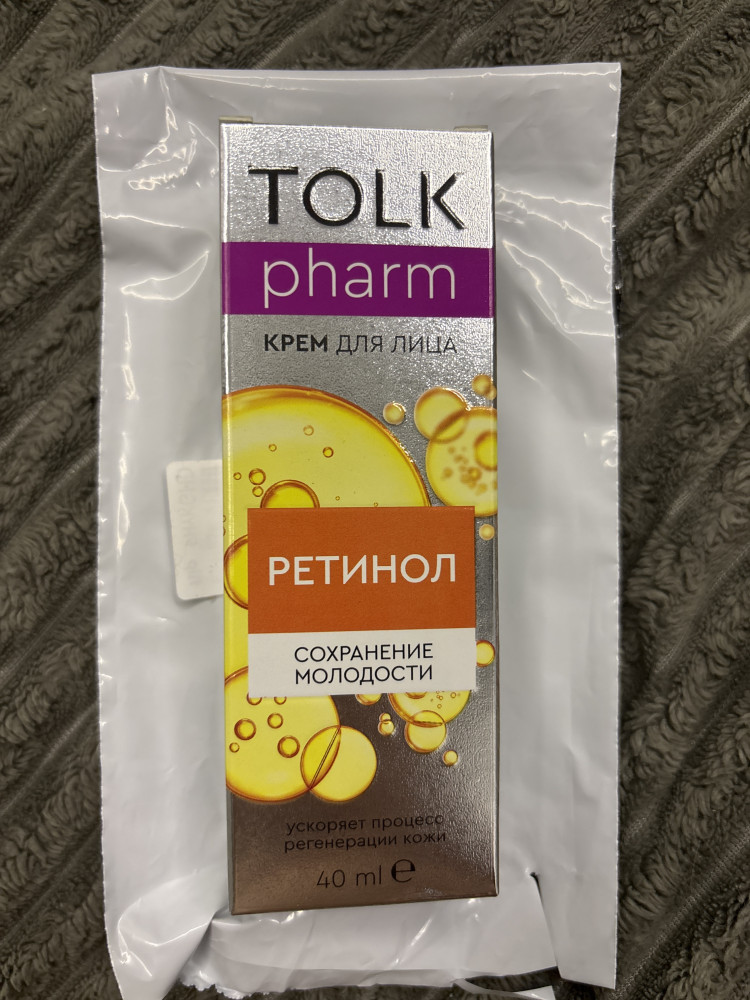 TOLK
pharm
КРЕМ ДЛЯ ЛИЦА
РЕТИНОЛ
СОХРАНЕНИЕ
МОЛОДОСТИ
ускоряет процесс
регенерации кожи
40 ml ℮